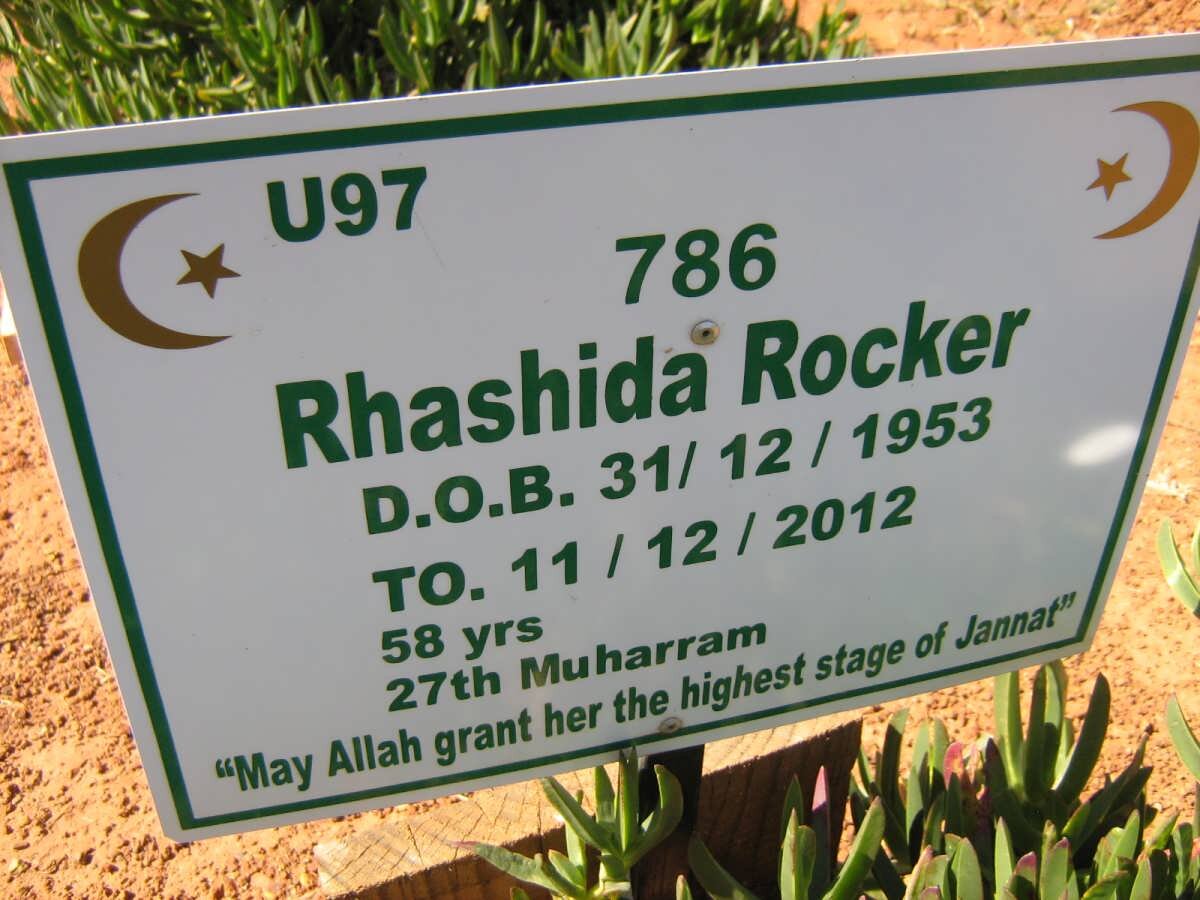 U97
786
Rhashida Rocker
D.O.B. 31/ 12 / 1953
TO. 11 / 12 / 2012
58 yrs
27th Muharram
“May Allah grant her the highest stage of Jannat”